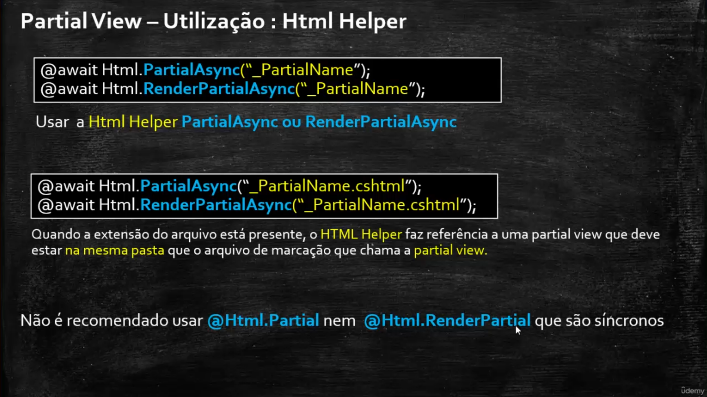 Partial View – Utilização : Html Helper
@await Html.PartialAsync(“_PartialName”);
@await Html.RenderPartialAsync(“_PartialName”);
Usar a Html Helper PartialAsync ou RenderPartialAsync
@await Html.PartialAsync(“_PartialName.cshtml”);
@await Html.RenderPartialAsync(“_PartialName.cshtml”);
Quando a extensão do arquivo está presente, o HTML Helper faz referência a uma partial view que deve
estar na mesma pasta que o arquivo de marcação que chama a partial view.
Não é recomendado usar @Html.Partial nem @Html.RenderPartial que são síncronos
ûdemy